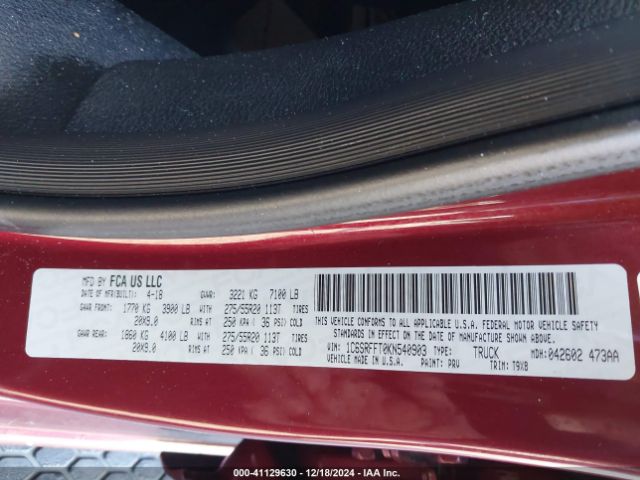 MFD BY FCA US LLC
DATE OF MFR(BUILT): 4-18 GVWR: 3221 KG 7100 LB
GAWR FRONT: 1770 KG 3900 LB 275/55R20 113T TIRES
20X9.0 RIMS AT 250 KPA ( 36 PSI) COLD
GAWR REAR: 1860 KG 4100 LB 275/55R20 113T TIRES
20X9.0 RIMS AT 250 KPA ( 36 PSI) COLD
THIS VEHICLE CONFORMS TO ALL APPLICABLE U.S.A. FEDERAL MOTOR VEHICLE SAFETY
STANDARDS IN EFFECT ON THE DATE OF MANUFACTURE SHOWN ABOVE.
VIN: 1C6SRFFT0KN540903 TYPE: TRUCK MDH: 042602 473AA
VEHICLE MADE IN U.S.A. PAINT: PRV TRIM: T9X8
000-41129630 - 12/18/2024 - IAA Inc.